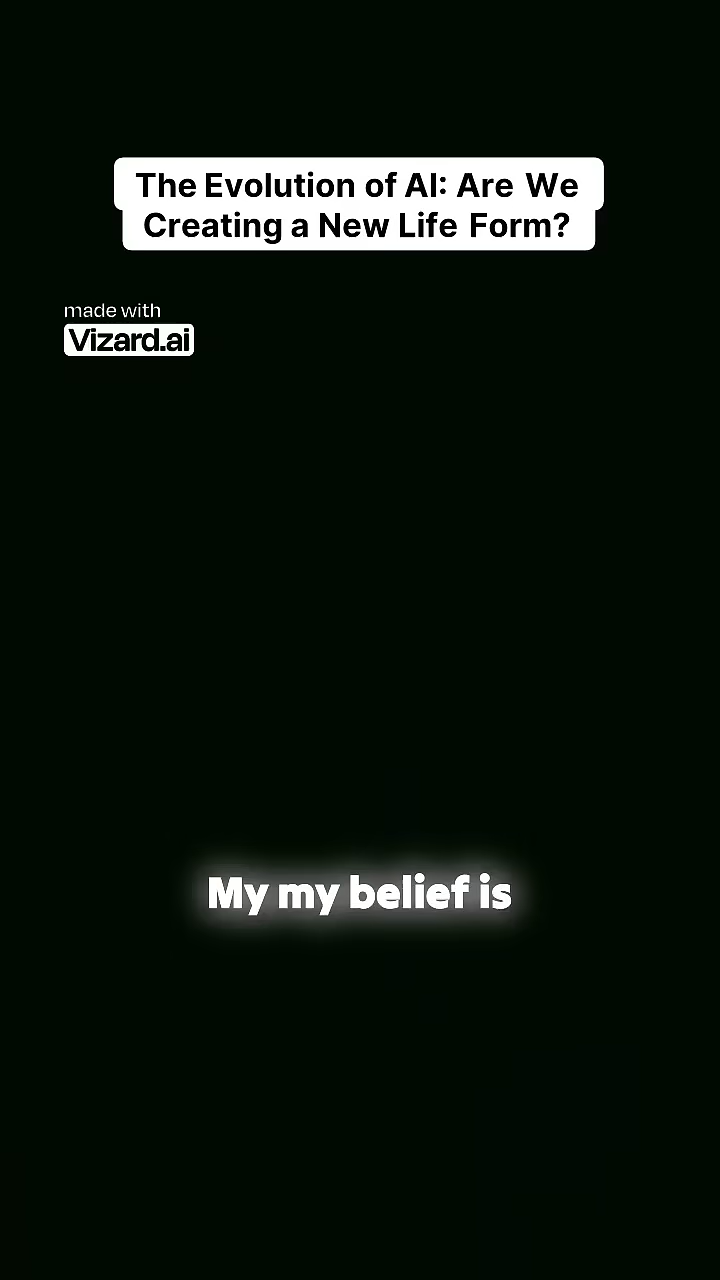 The Evolution of AI: Are We
Creating a New Life Form?
made with
Vizard.ai
My my belief is